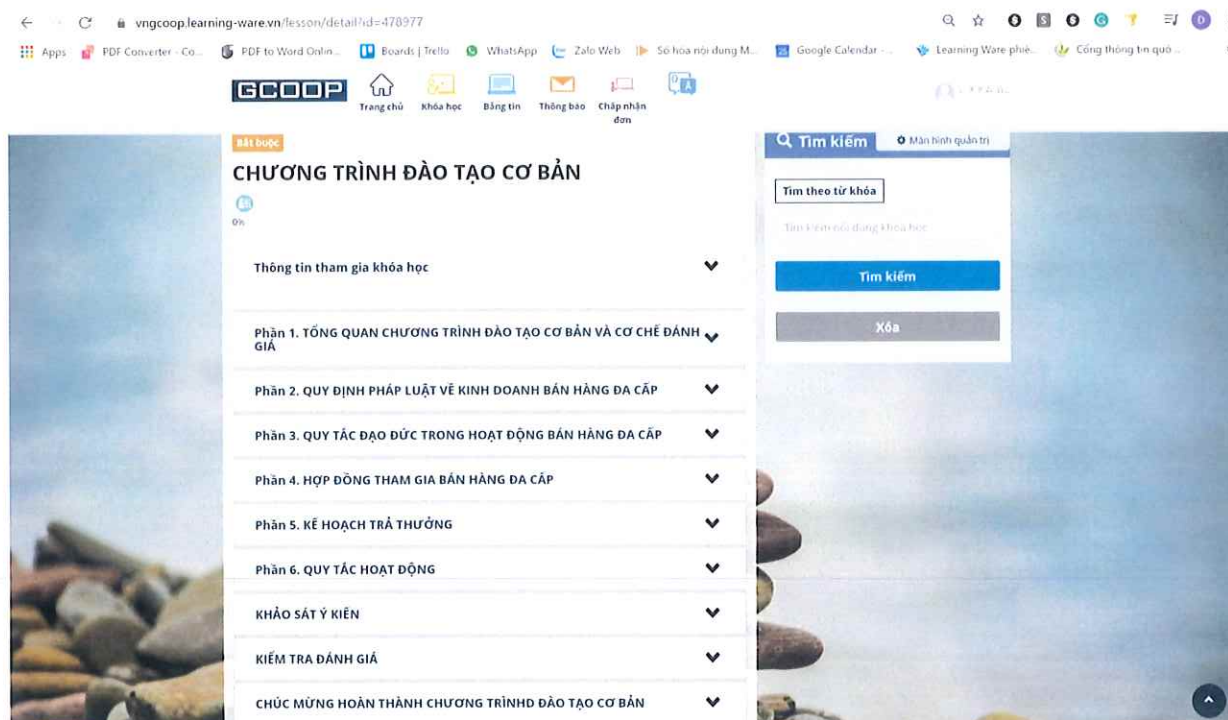 vngcoop.learning-ware.vn/lesson/detail?id=478977
Apps PDF Converter - Co... PDF to Word Onlin... Boards | Trello WhatsApp Zalo Web Số hóa nội dung M... Google Calendar - ... Learning Ware phiê... Cổng thông tin quố ...
GCOOP
Trang chủ Khóa học Bảng tin Thông báo Chấp nhận
đơn
Bắt buộc
CHƯƠNG TRÌNH ĐÀO TẠO CƠ BẢN
0%
Thông tin tham gia khóa học
Phần 1. TỔNG QUAN CHƯƠNG TRÌNH ĐÀO TẠO CƠ BẢN VÀ CƠ CHẾ ĐÁNH
GIÁ
Phần 2. QUY ĐỊNH PHÁP LUẬT VỀ KINH DOANH BÁN HÀNG ĐA CẤP
Phần 3. QUY TẮC ĐẠO ĐỨC TRONG HOẠT ĐỘNG BÁN HÀNG ĐA CẤP
Phần 4. HỢP ĐỒNG THAM GIA BÁN HÀNG ĐA CẤP
Phần 5. KẾ HOẠCH TRẢ THƯỞNG
Phần 6. QUY TẮC HOẠT ĐỘNG
KHẢO SÁT Ý KIẾN
KIỂM TRA ĐÁNH GIÁ
CHÚC MỪNG HOÀN THÀNH CHƯƠNG TRÌNHD ĐÀO TẠO CƠ BẢN
Tìm kiếm Màn hình quản trị
Tìm theo từ khóa
Tìm kiếm nội dung khóa học
Tìm kiếm
Xóa